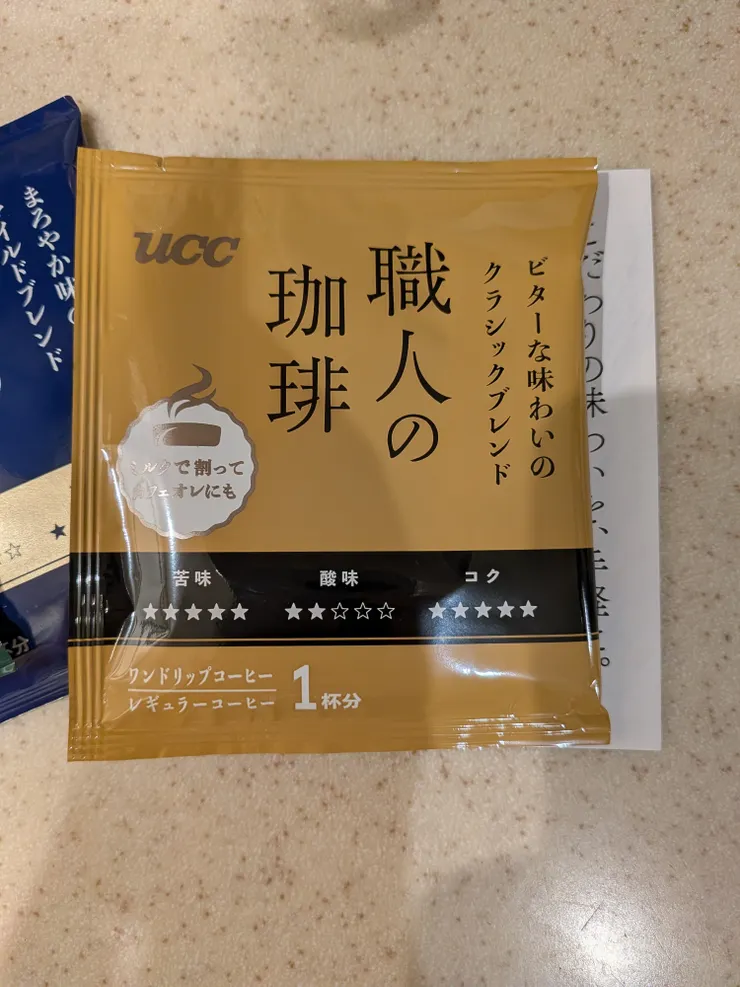 ucc
ビターな味わいの
クラシックブレンド
職人の
珈琲
ミルクで割って
カフェオレにも
苦味
酸味
コク
★★★★★
★★☆☆☆
★★★★★
ワンドリップコーヒー
レギュラーコーヒー
1杯分
まろやか味の
マイルドブレンド
杯分
こだわりの味わいを、手軽に。